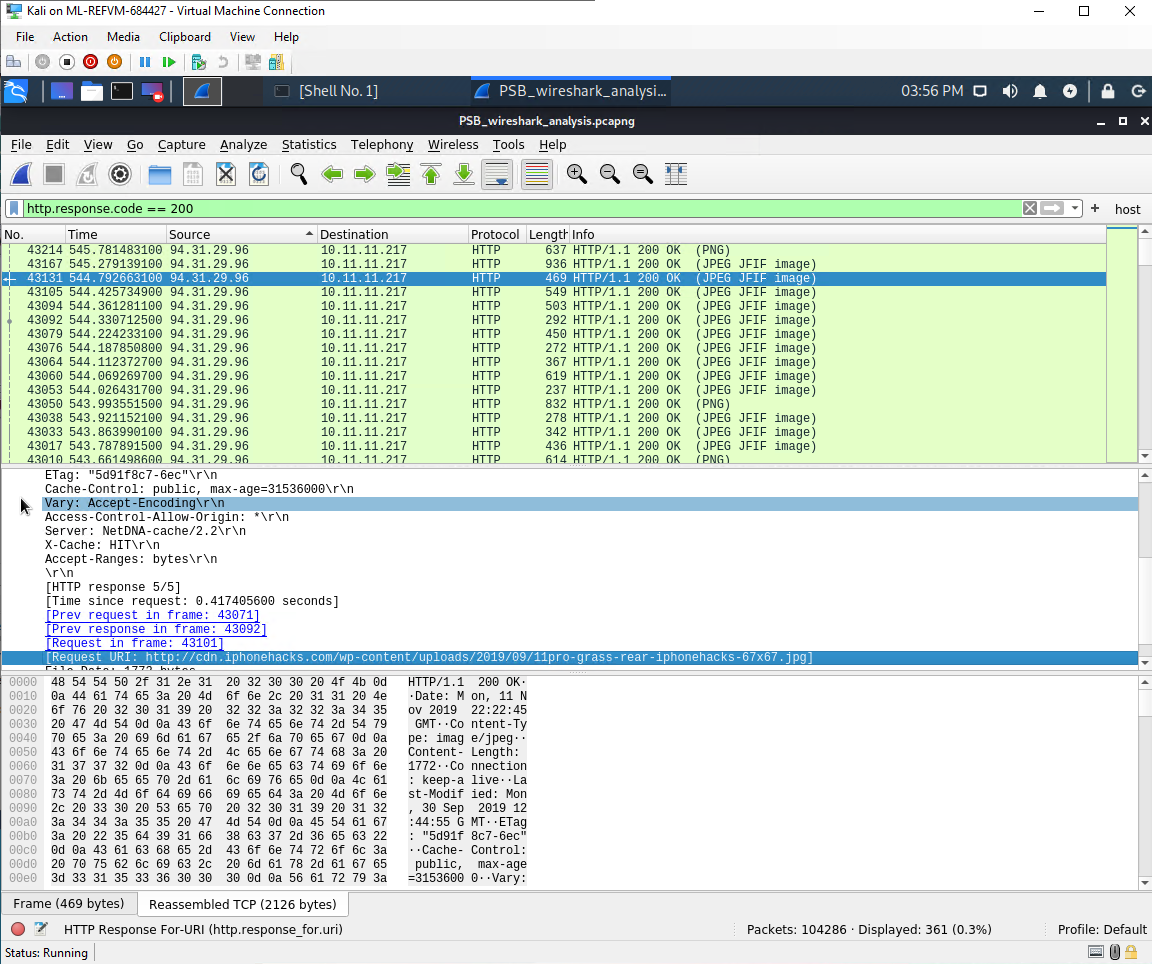 Kali on ML-REFVM-684427 - Virtual Machine Connection
File Action Media Clipboard View Help
[Shell No. 1] PSB_wireshark_analysi... 03:56 PM
PSB_wireshark_analysis.pcapng
File Edit View Go Capture Analyze Statistics Telephony Wireless Tools Help
http.response.code == 200 + host
No. Time Source Destination Protocol Length Info
43214 545.781483100 94.31.29.96 10.11.11.217 HTTP 637 HTTP/1.1 200 OK (PNG)
43167 545.279139100 94.31.29.96 10.11.11.217 HTTP 936 HTTP/1.1 200 OK (JPEG JFIF image)
43131 544.792663100 94.31.29.96 10.11.11.217 HTTP 469 HTTP/1.1 200 OK (JPEG JFIF image)
43105 544.425734900 94.31.29.96 10.11.11.217 HTTP 549 HTTP/1.1 200 OK (JPEG JFIF image)
43094 544.361281100 94.31.29.96 10.11.11.217 HTTP 503 HTTP/1.1 200 OK (JPEG JFIF image)
43092 544.330712500 94.31.29.96 10.11.11.217 HTTP 292 HTTP/1.1 200 OK (JPEG JFIF image)
43079 544.224233100 94.31.29.96 10.11.11.217 HTTP 450 HTTP/1.1 200 OK (JPEG JFIF image)
43076 544.187850800 94.31.29.96 10.11.11.217 HTTP 272 HTTP/1.1 200 OK (JPEG JFIF image)
43064 544.112372700 94.31.29.96 10.11.11.217 HTTP 367 HTTP/1.1 200 OK (JPEG JFIF image)
43060 544.069269700 94.31.29.96 10.11.11.217 HTTP 619 HTTP/1.1 200 OK (JPEG JFIF image)
43053 544.026431700 94.31.29.96 10.11.11.217 HTTP 237 HTTP/1.1 200 OK (JPEG JFIF image)
43050 543.993551500 94.31.29.96 10.11.11.217 HTTP 832 HTTP/1.1 200 OK (PNG)
43038 543.921152100 94.31.29.96 10.11.11.217 HTTP 278 HTTP/1.1 200 OK (JPEG JFIF image)
43033 543.863990100 94.31.29.96 10.11.11.217 HTTP 342 HTTP/1.1 200 OK (JPEG JFIF image)
43017 543.787891500 94.31.29.96 10.11.11.217 HTTP 436 HTTP/1.1 200 OK (JPEG JFIF image)
43010 543.661498600 94.31.29.96 10.11.11.217 HTTP 614 HTTP/1.1 200 OK (PNG)
ETag: "5d91f8c7-6ec"\r\n
Cache-Control: public, max-age=31536000\r\n
Vary: Accept-Encoding\r\n
Access-Control-Allow-Origin: *\r\n
Server: NetDNA-cache/2.2\r\n
X-Cache: HIT\r\n
Accept-Ranges: bytes\r\n
\r\n
[HTTP response 5/5]
[Time since request: 0.417405600 seconds]
[Prev request in frame: 43071]
[Prev response in frame: 43092]
[Request in frame: 43101]
[Request URI: http://cdn.iphonehacks.com/wp-content/uploads/2019/09/11pro-grass-rear-iphonehacks-67x67.jpg]
File Data: 1772 bytes
0000 48 54 54 50 2f 31 2e 31 20 32 30 30 20 4f 4b 0d HTTP/1.1 200 OK·
0010 0a 44 61 74 65 3a 20 4d 6f 6e 2c 20 31 31 20 4e ·Date: M on, 11 N
0020 6f 76 20 32 30 31 39 20 32 32 3a 32 32 3a 34 35 ov 2019 22:22:45
0030 20 47 4d 54 0d 0a 43 6f 6e 74 65 6e 74 2d 54 79 GMT··Co ntent-Ty
0040 70 65 3a 20 69 6d 61 67 65 2f 6a 70 65 67 0d 0a pe: imag e/jpeg··
0050 43 6f 6e 74 65 6e 74 2d 4c 65 6e 67 74 68 3a 20 Content- Length:
0060 31 37 37 32 0d 0a 43 6f 6e 6e 65 63 74 69 6f 6e 1772··Co nnection
0070 3a 20 6b 65 65 70 2d 61 6c 69 76 65 0d 0a 4c 61 : keep-a live··La
0080 73 74 2d 4d 6f 64 69 66 69 65 64 3a 20 4d 6f 6e st-Modif ied: Mon
0090 2c 20 33 30 20 53 65 70 20 32 30 31 39 20 31 32 , 30 Sep 2019 12
00a0 3a 34 34 3a 35 35 20 47 4d 54 0d 0a 45 54 61 67 :44:55 G MT··ETag
00b0 3a 20 22 35 64 39 31 66 38 63 37 2d 36 65 63 22 : "5d91f 8c7-6ec"
00c0 0d 0a 43 61 63 68 65 2d 43 6f 6e 74 72 6f 6c 3a ··Cache- Control:
00d0 20 70 75 62 6c 69 63 2c 20 6d 61 78 2d 61 67 65 public, max-age
00e0 3d 33 31 35 33 36 30 30 30 0d 0a 56 61 72 79 3a =3153600 0··Vary:
Frame (469 bytes) Reassembled TCP (2126 bytes)
HTTP Response For-URI (http.response_for.uri) Packets: 104286 · Displayed: 361 (0.3%) Profile: Default
Status: Running